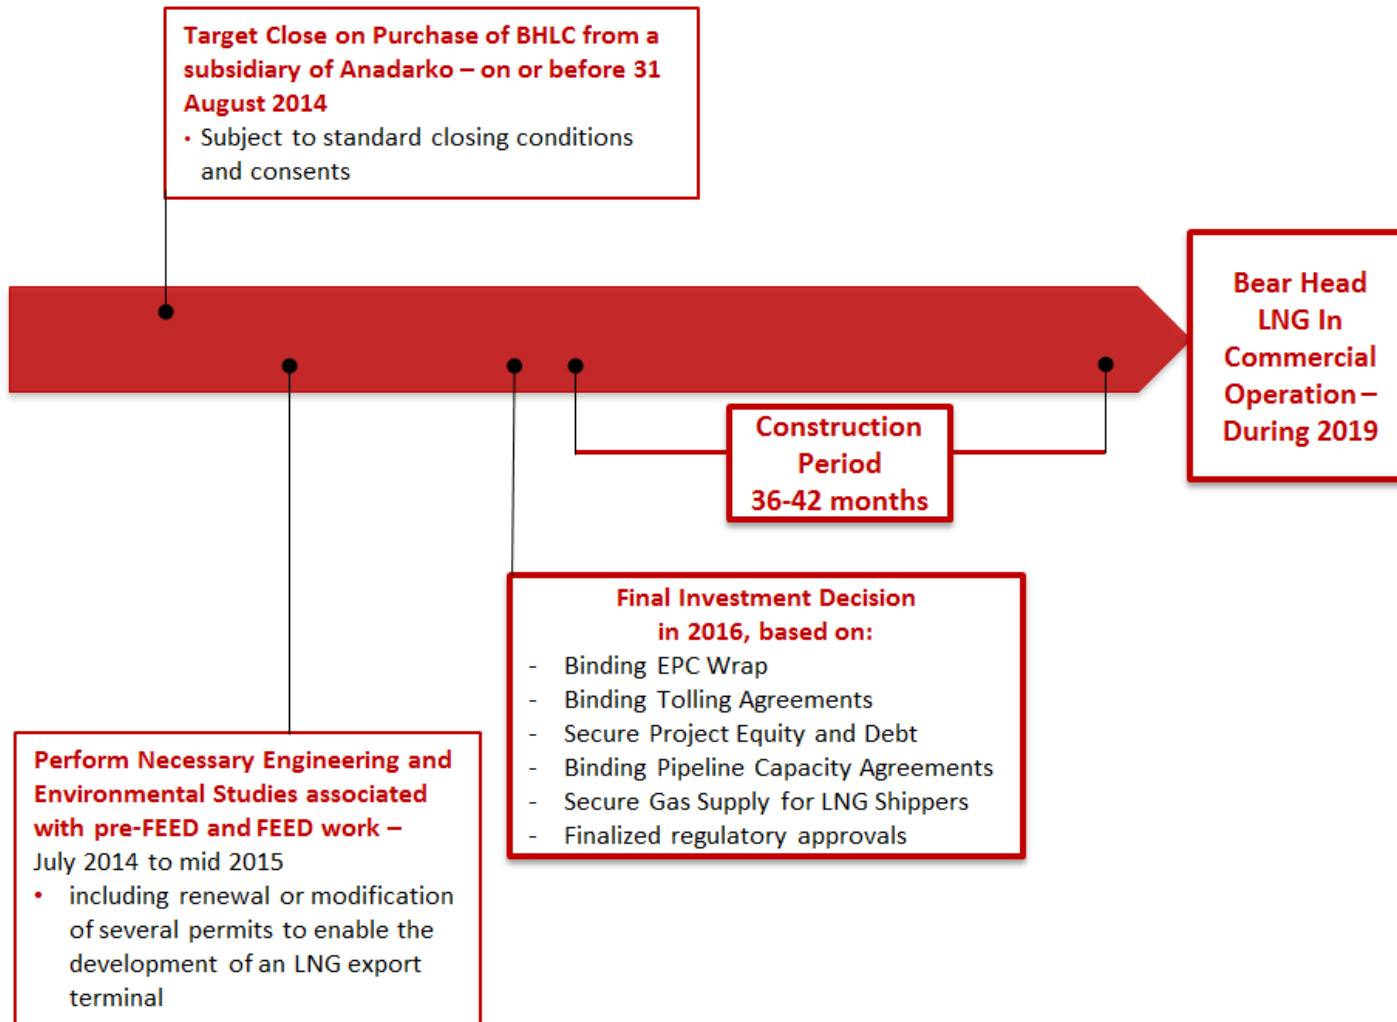 Target Close on Purchase of BHLC from a
subsidiary of Anadarko – on or before 31
August 2014
• Subject to standard closing conditions
and consents
Bear Head
LNG In
Commercial
Operation –
During 2019
Construction
Period
36-42 months
Final Investment Decision
in 2016, based on:
- Binding EPC Wrap
- Binding Tolling Agreements
- Secure Project Equity and Debt
- Binding Pipeline Capacity Agreements
- Secure Gas Supply for LNG Shippers
- Finalized regulatory approvals
Perform Necessary Engineering and
Environmental Studies associated
with pre-FEED and FEED work –
July 2014 to mid 2015
• including renewal or modification
of several permits to enable the
development of an LNG export
terminal